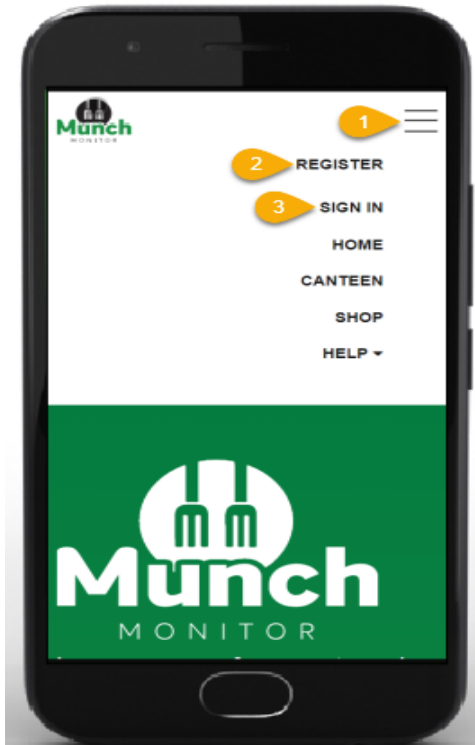 Munch
MONITOR
1
2 REGISTER
3 SIGN IN
HOME
CANTEEN
SHOP
HELP
Munch
MONITOR